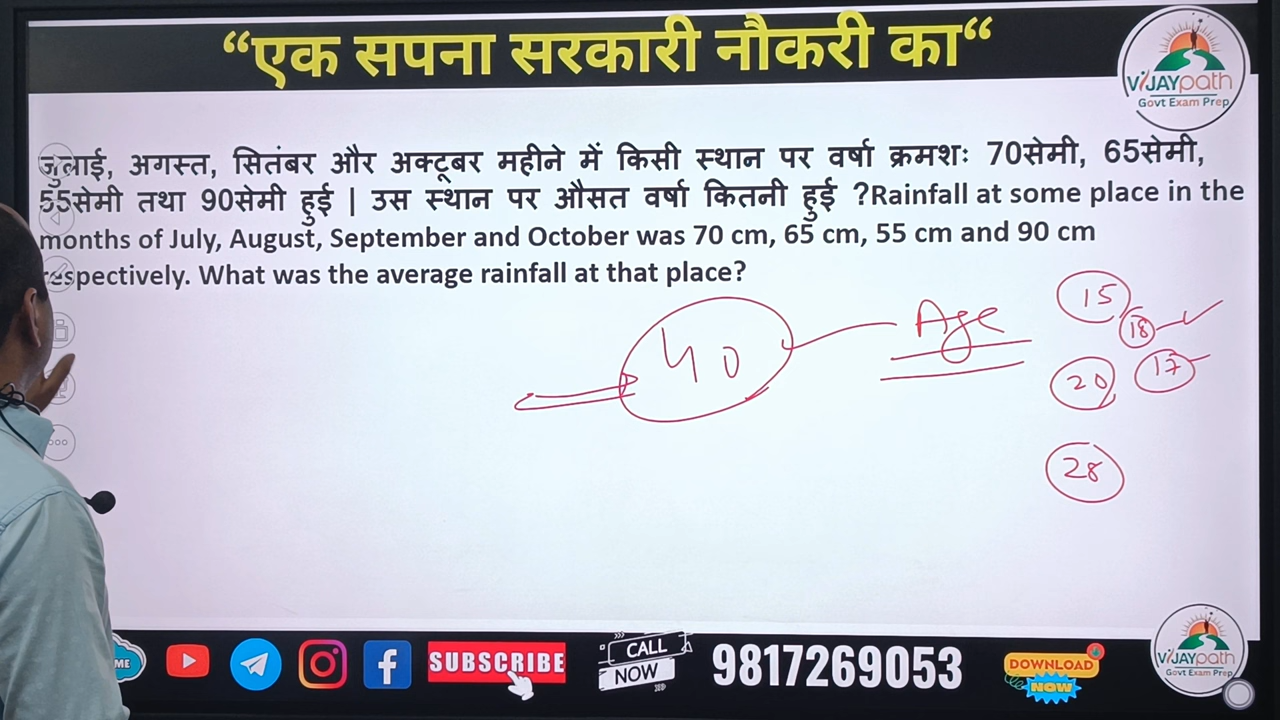 “एक सपना सरकारी नौकरी का“
VIJAYpath
Govt Exam Prep
जुलाई, अगस्त, सितंबर और अक्टूबर महीने में किसी स्थान पर वर्षा क्रमशः 70सेमी, 65सेमी,
55सेमी तथा 90सेमी हुई | उस स्थान पर औसत वर्षा कितनी हुई ?Rainfall at some place in the
months of July, August, September and October was 70 cm, 65 cm, 55 cm and 90 cm
respectively. What was the average rainfall at that place?
40
Age
15
18
20
17
28
ME
SUBSCRIBE
CALL
NOW
9817269053
DOWNLOAD
NOW
VIJAYpath
Govt Exam Prep